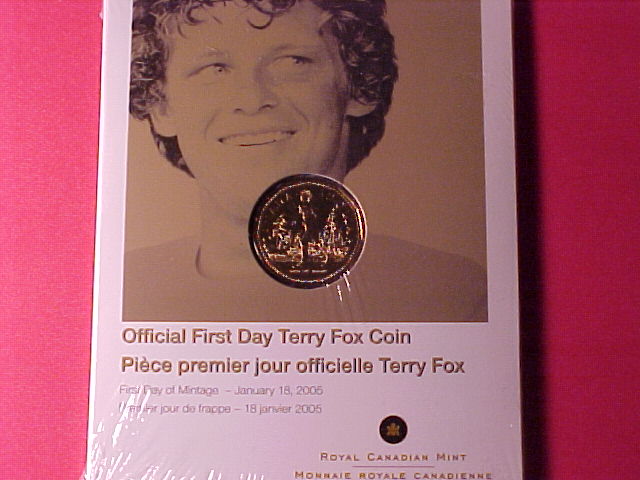 Official First Day Terry Fox Coin
Pièce premier jour officielle Terry Fox
First Day of Mintage – January 18, 2005
Premier jour de frappe – 18 janvier 2005
ROYAL CANADIAN MINT
MONNAIE ROYALE CANADIENNE